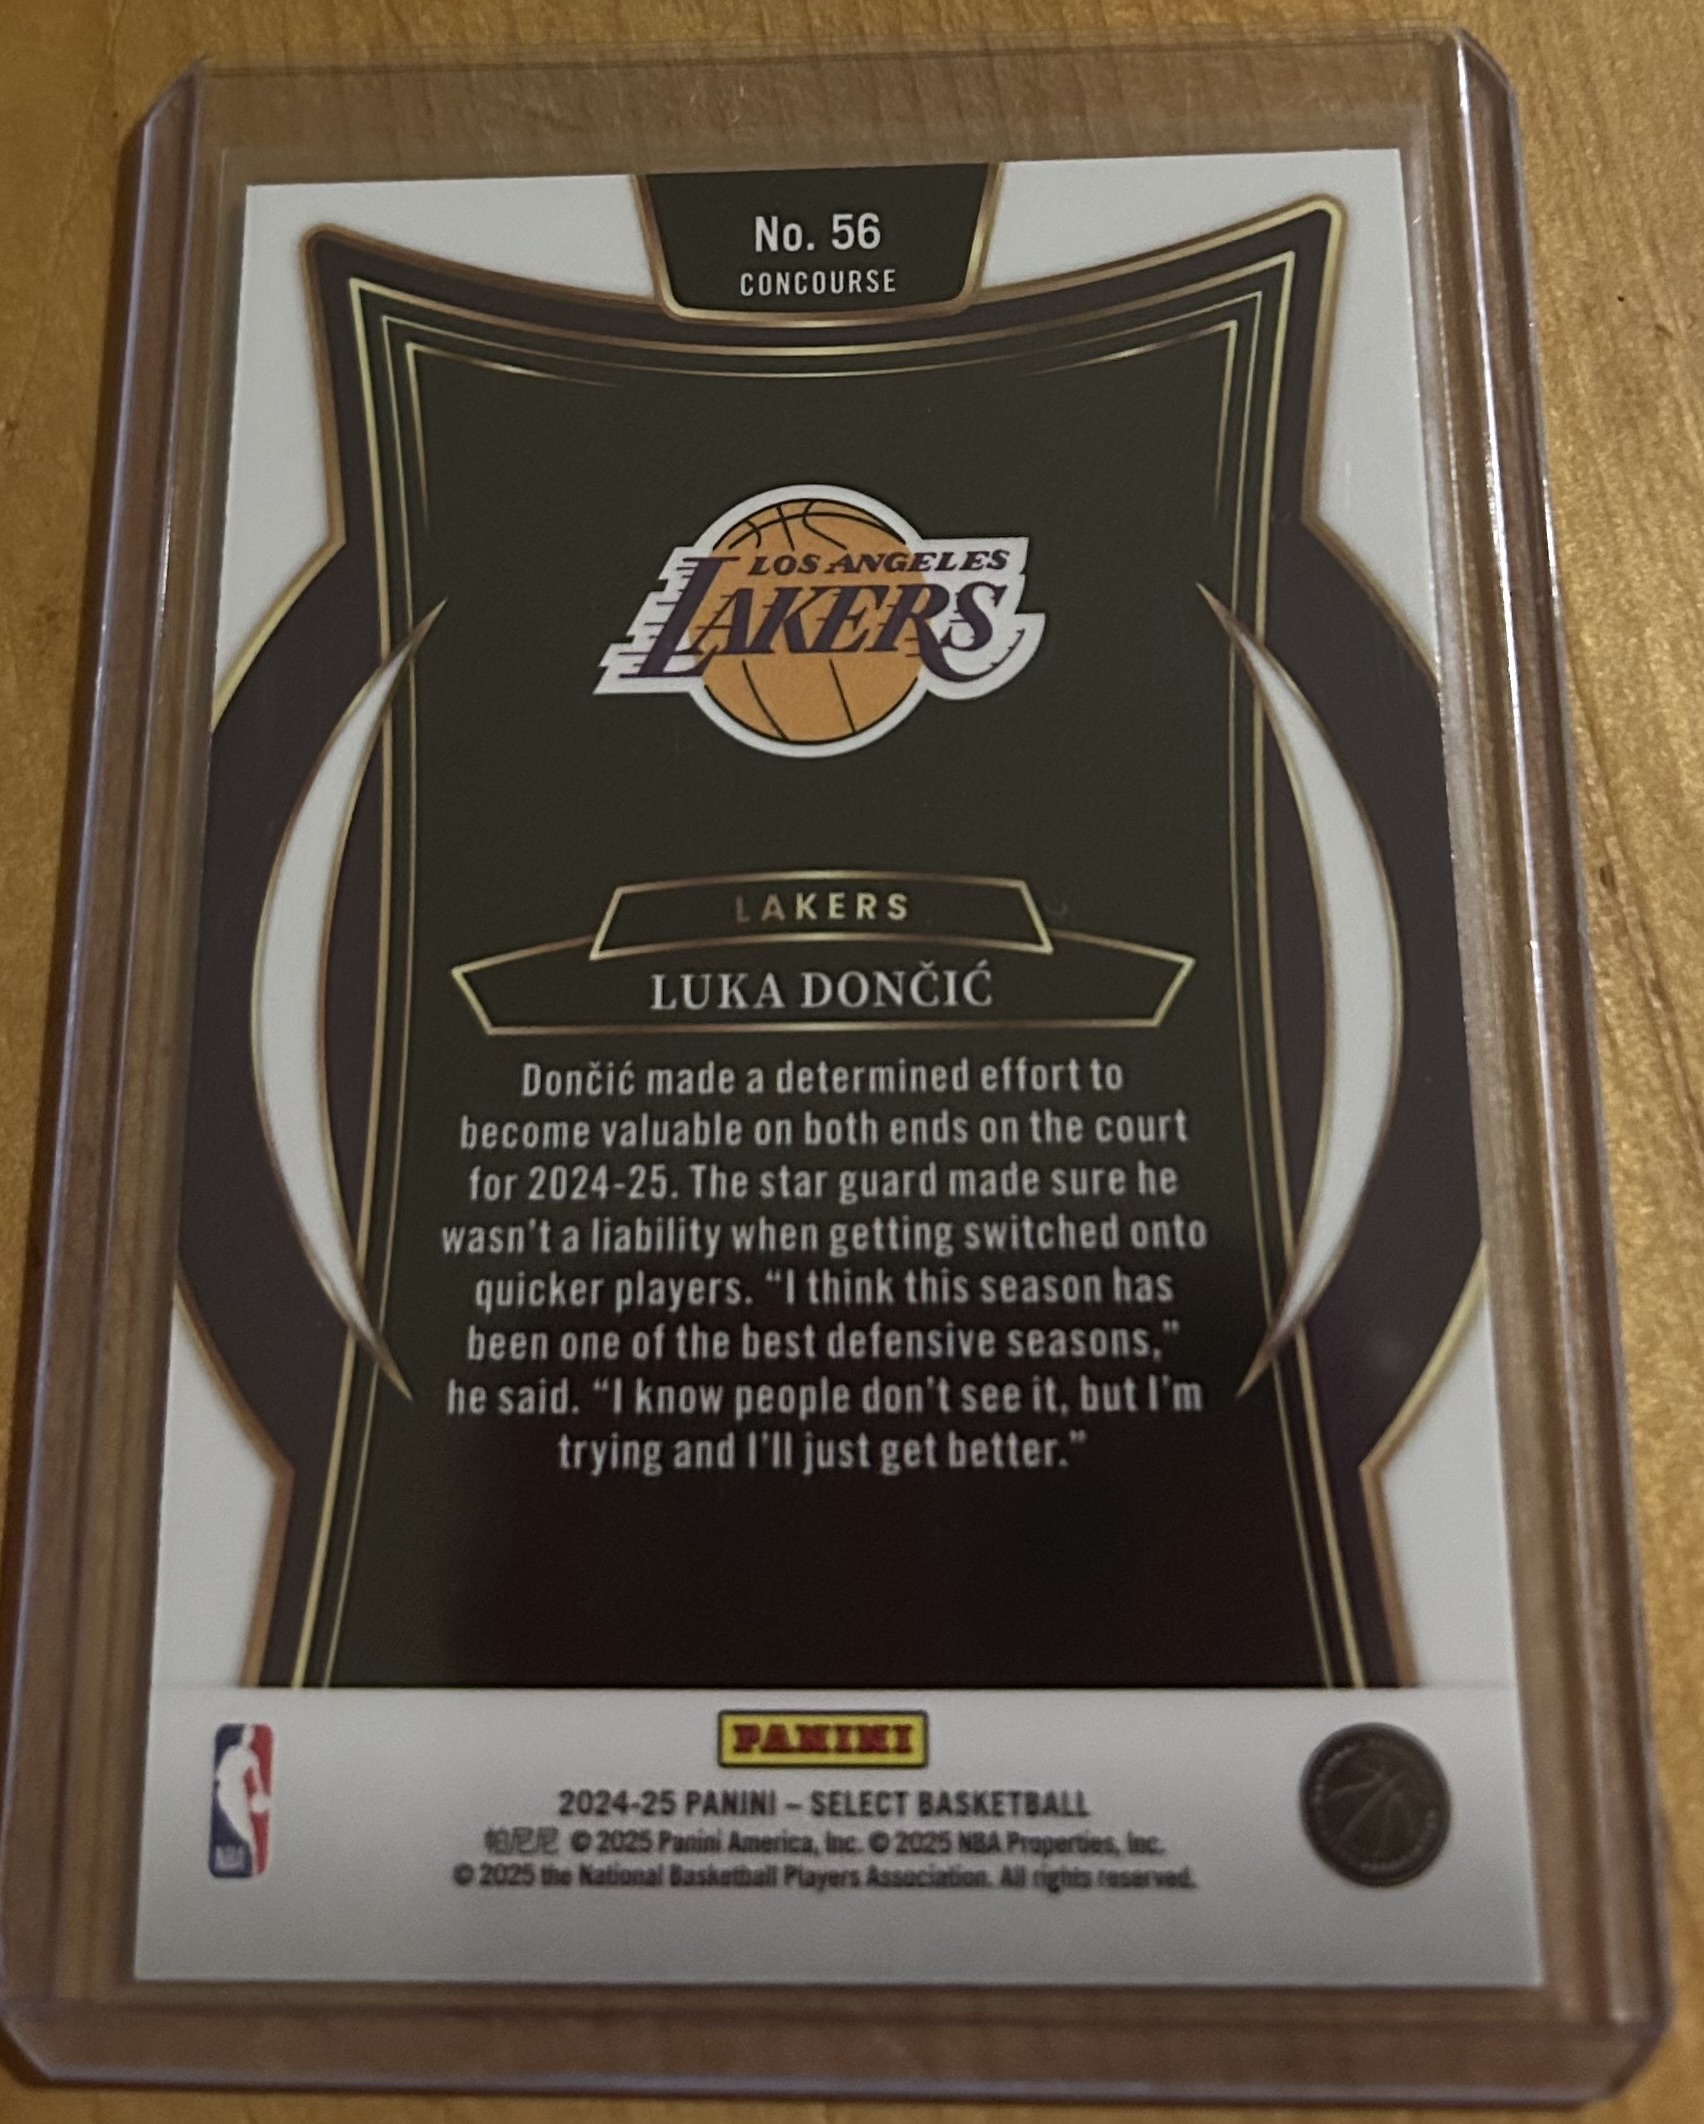 No. 56
CONCOURSE
LOS ANGELES
LAKERS
LAKERS
LUKA DONČIĆ
Dončić made a determined effort to
become valuable on both ends on the court
for 2024-25. The star guard made sure he
wasn't a liability when getting switched onto
quicker players. “I think this season has
been one of the best defensive seasons,”
he said. “I know people don't see it, but I'm
trying and I'll just get better.”
PANINI
2024-25 PANINI – SELECT BASKETBALL
帕尼尼 © 2025 Panini America, Inc. © 2025 NBA Properties, Inc.
© 2025 the National Basketball Players Association. All rights reserved.
NBA